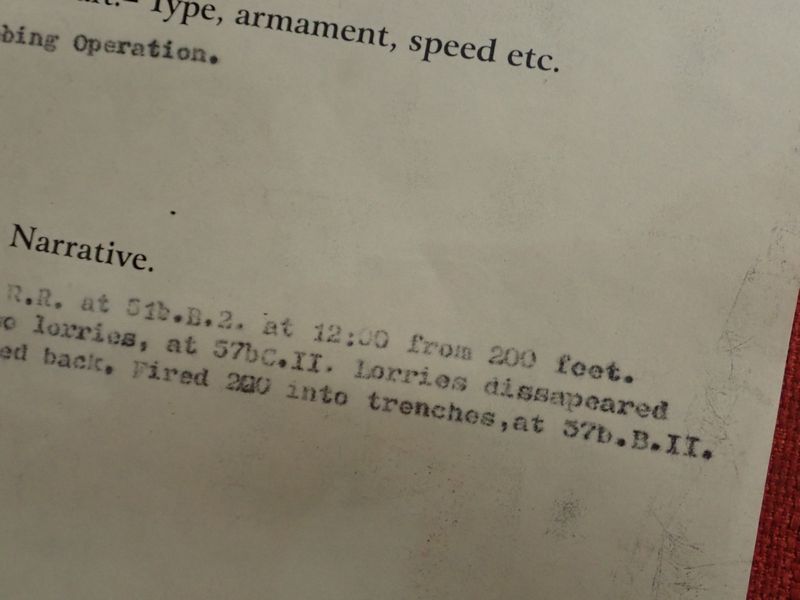 Type, armament, speed etc.
bing Operation.
Narrative.
R.R. at 51b.B.2. at 12:00 from 200 feet.
o lorries, at 57bC.II. Lorries dissapeared
ed back. Fired 200 into trenches,at 57b.B.II.